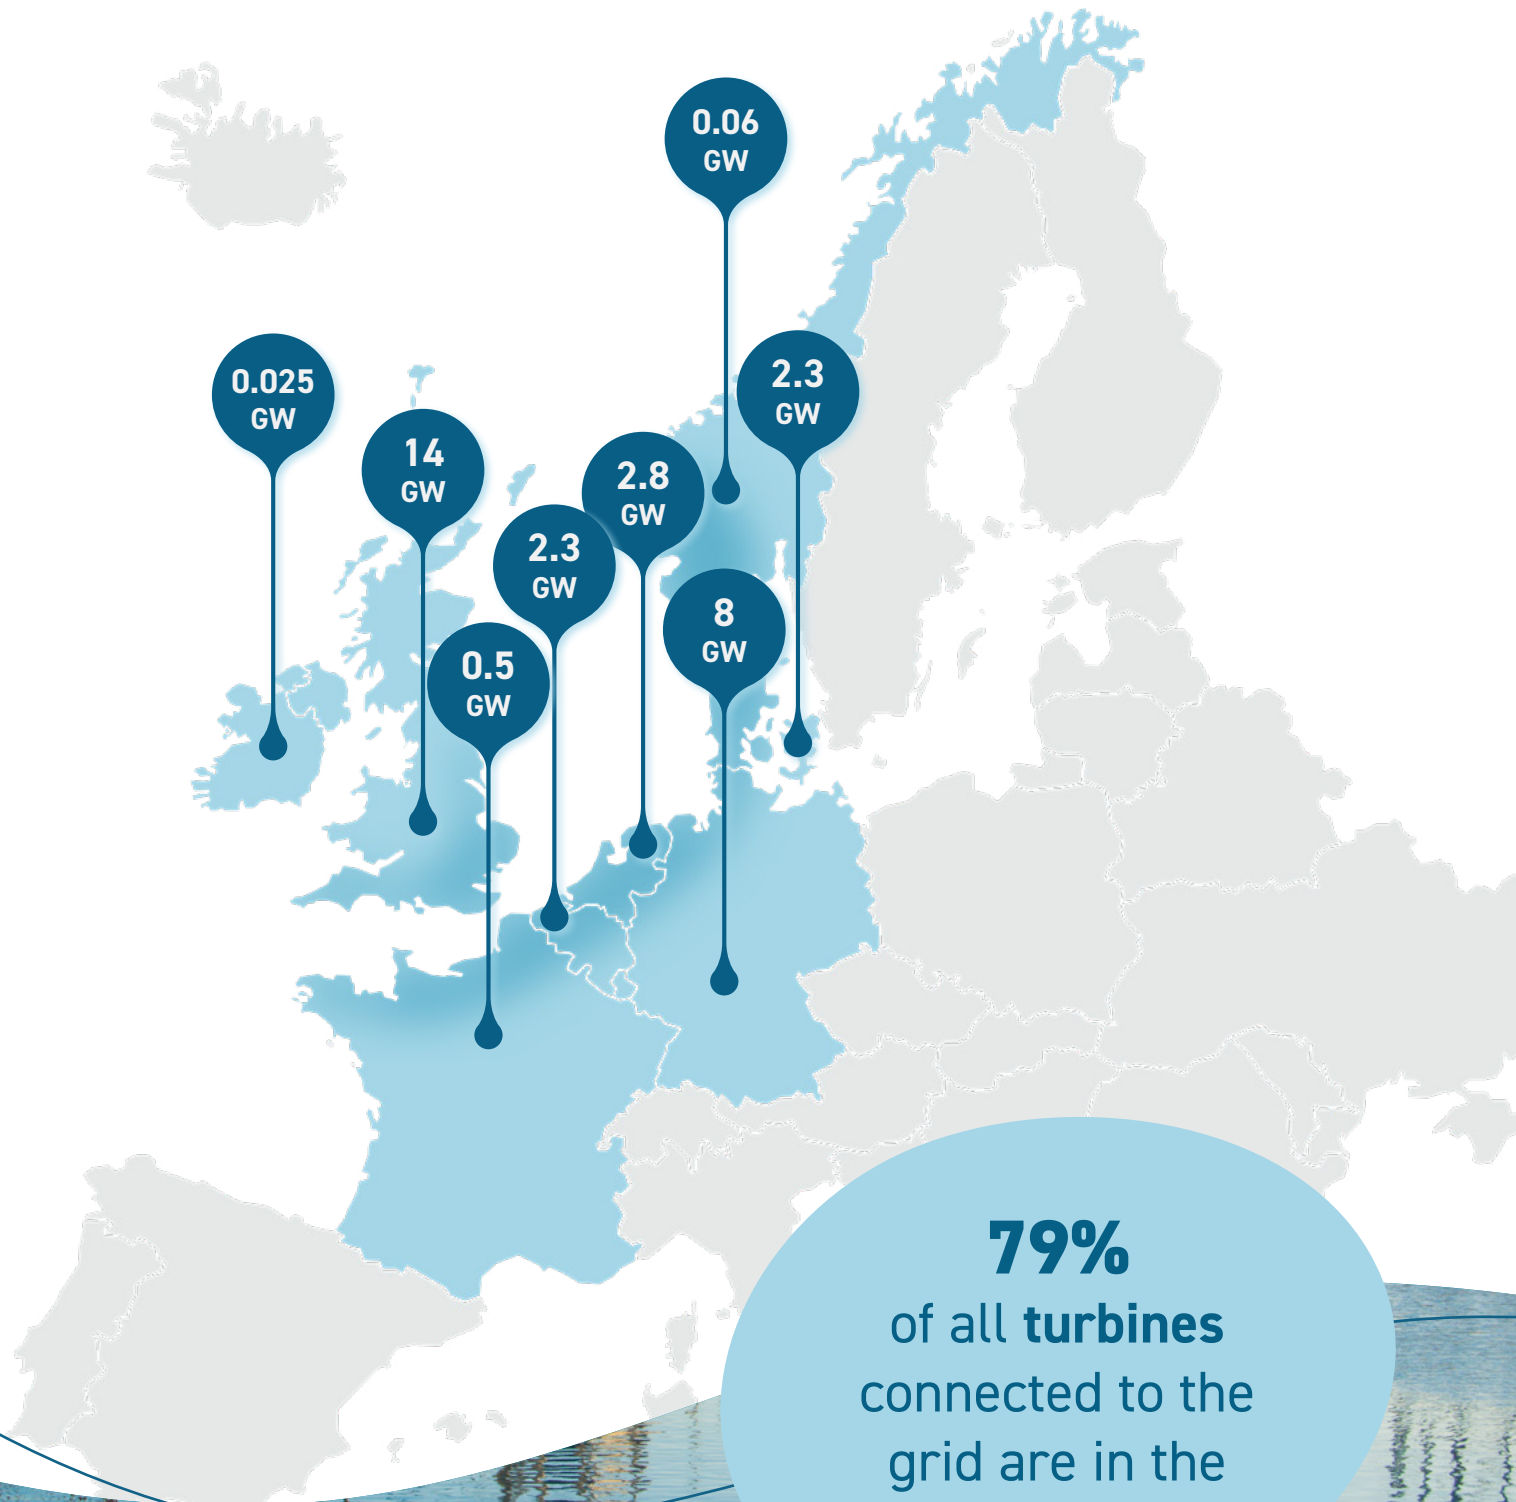 0.06
GW
0.025
GW
2.3
GW
14
GW
2.8
GW
2.3
GW
8
GW
0.5
GW
79%
of all turbines
connected to the
grid are in the